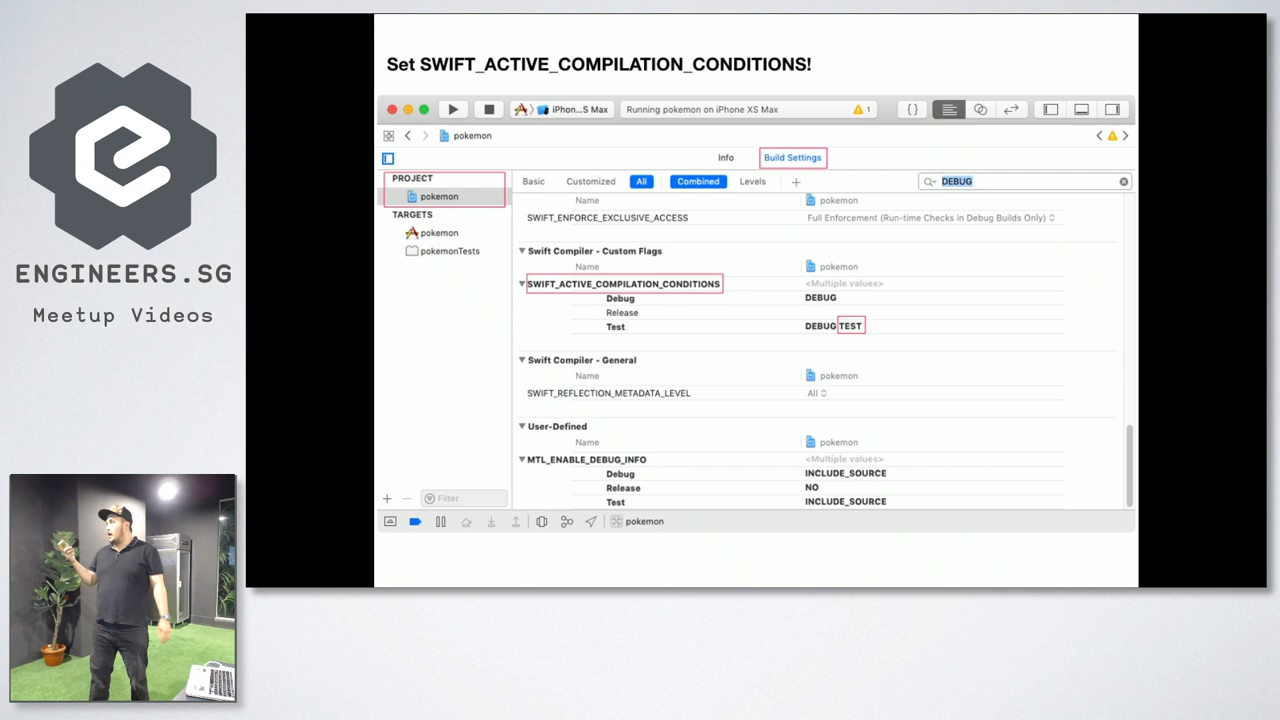 ENGINEERS.SG
Meetup Videos
Set SWIFT_ACTIVE_COMPILATION_CONDITIONS!
iPhon...S Max
Running pokemon on iPhone XS Max
1
{ }
pokemon
Info
Build Settings
PROJECT
pokemon
TARGETS
pokemon
pokemonTests
Filter
Basic
Customized
All
Combined
Levels
DEBUG
Name
pokemon
SWIFT_ENFORCE_EXCLUSIVE_ACCESS
Full Enforcement (Run-time Checks in Debug Builds Only)
Swift Compiler - Custom Flags
Name
pokemon
SWIFT_ACTIVE_COMPILATION_CONDITIONS
<Multiple values>
Debug
DEBUG
Release
Test
DEBUG TEST
Swift Compiler - General
Name
pokemon
SWIFT_REFLECTION_METADATA_LEVEL
All
User-Defined
Name
pokemon
MTL_ENABLE_DEBUG_INFO
<Multiple values>
Debug
INCLUDE_SOURCE
Release
NO
Test
INCLUDE_SOURCE
pokemon